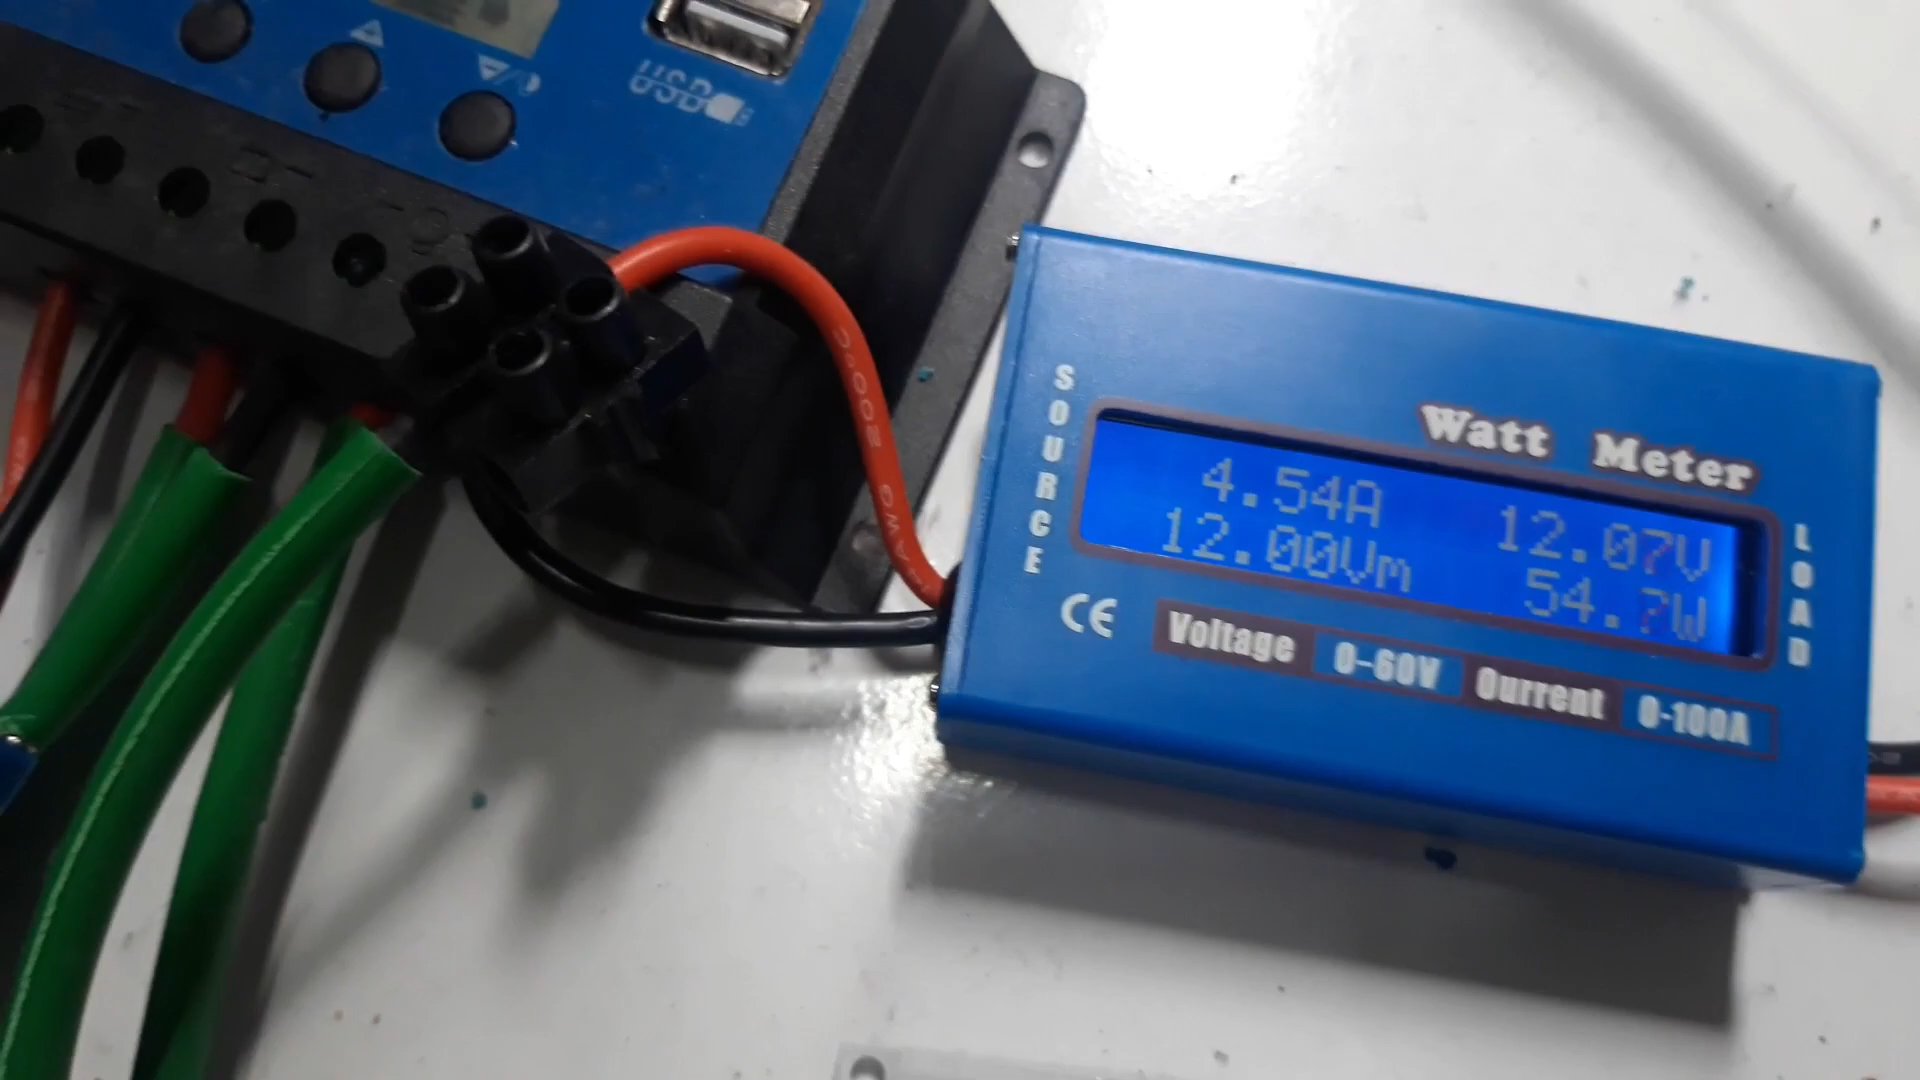 USB
Watt Meter
SOURCE
4.54A 12.07V
12.00Vm 54.7W
LOAD
CE
Voltage 0-60V Current 0-100A